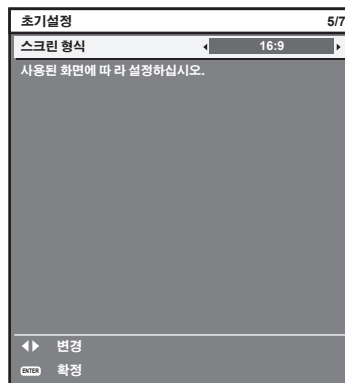 초기설정 5/7
스크린 형식 16:9
사용된 화면에 따 라 설정하십시오.
변경
ENTER 확정